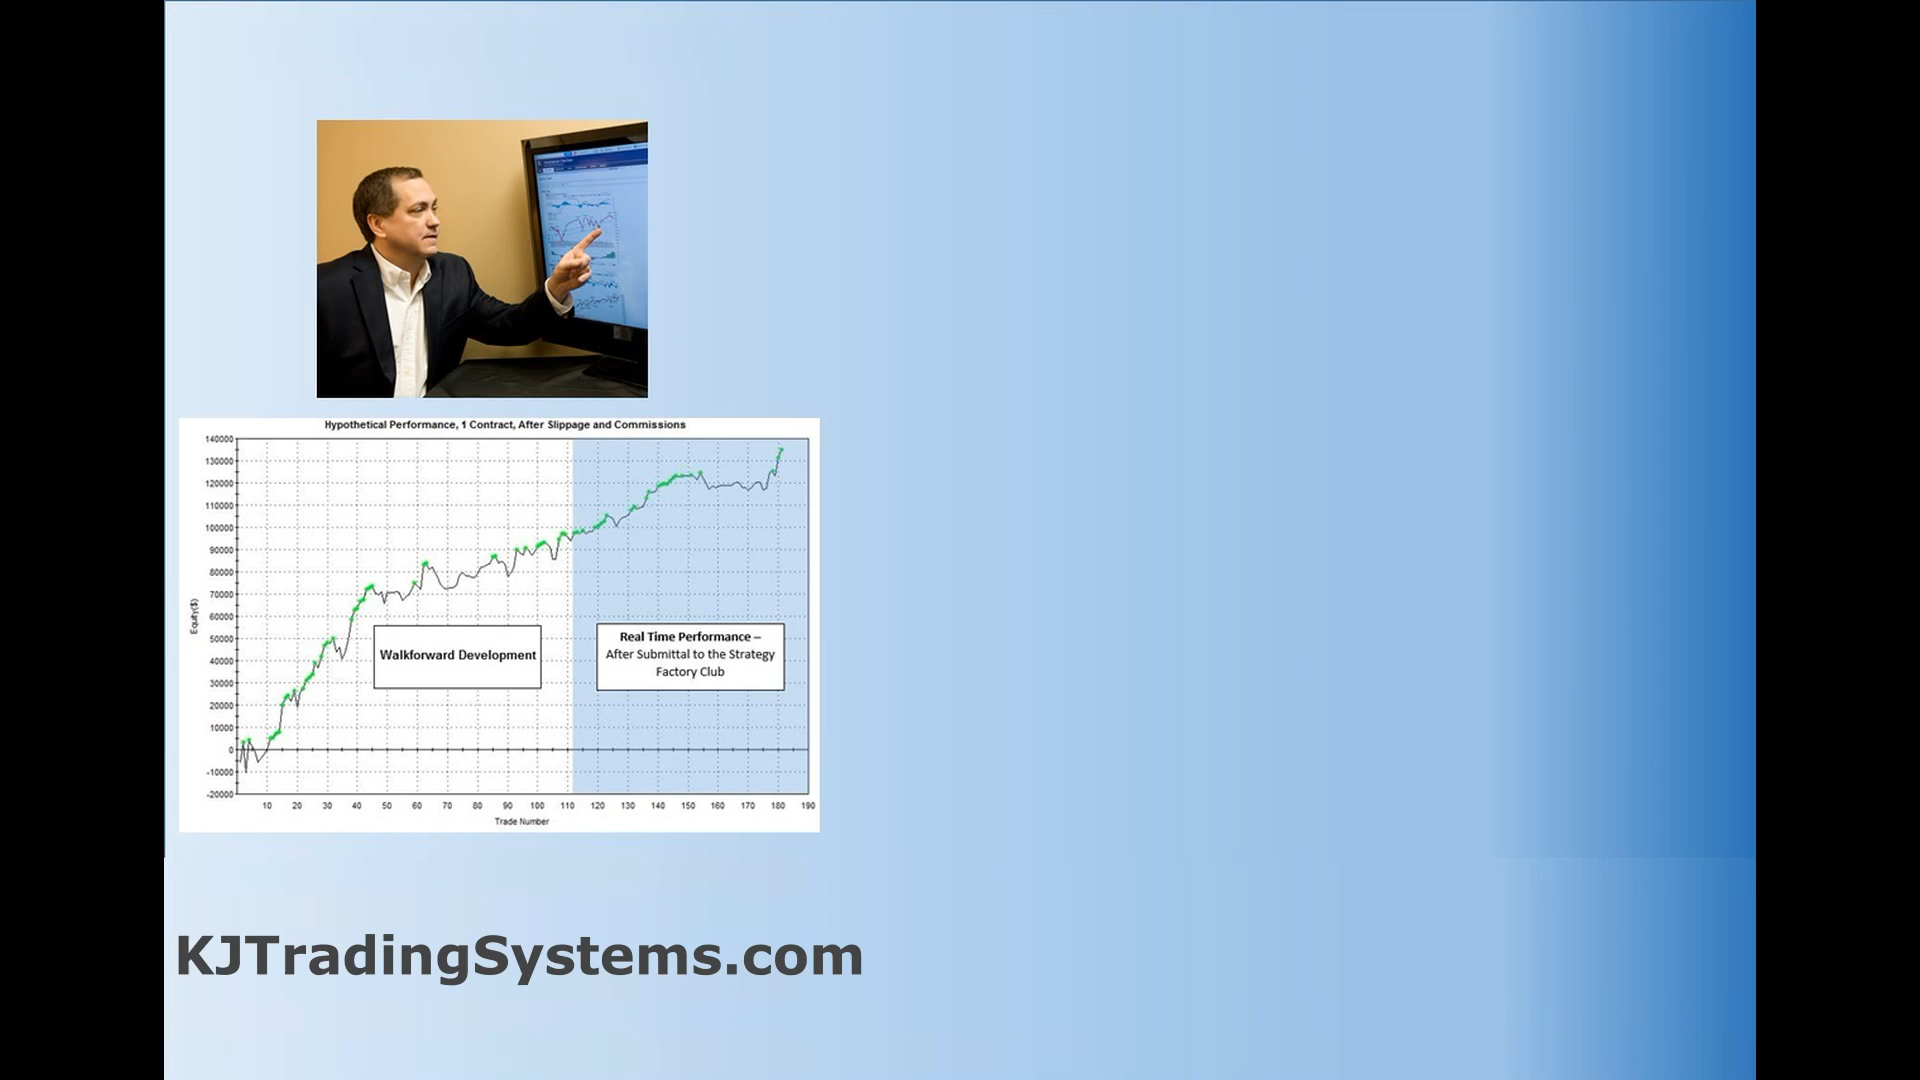 Hypothetical Performance, 1 Contract, After Slippage and Commissions
140000
130000
120000
110000
100000
90000
80000
70000
60000
50000
40000
30000
20000
10000
0
-10000
-20000
Equity($)
Walkforward Development
Real Time Performance –
After Submittal to the Strategy
Factory Club
10 20 30 40 50 60 70 80 90 100 110 120 130 140 150 160 170 180 190
Trade Number
KJTradingSystems.com